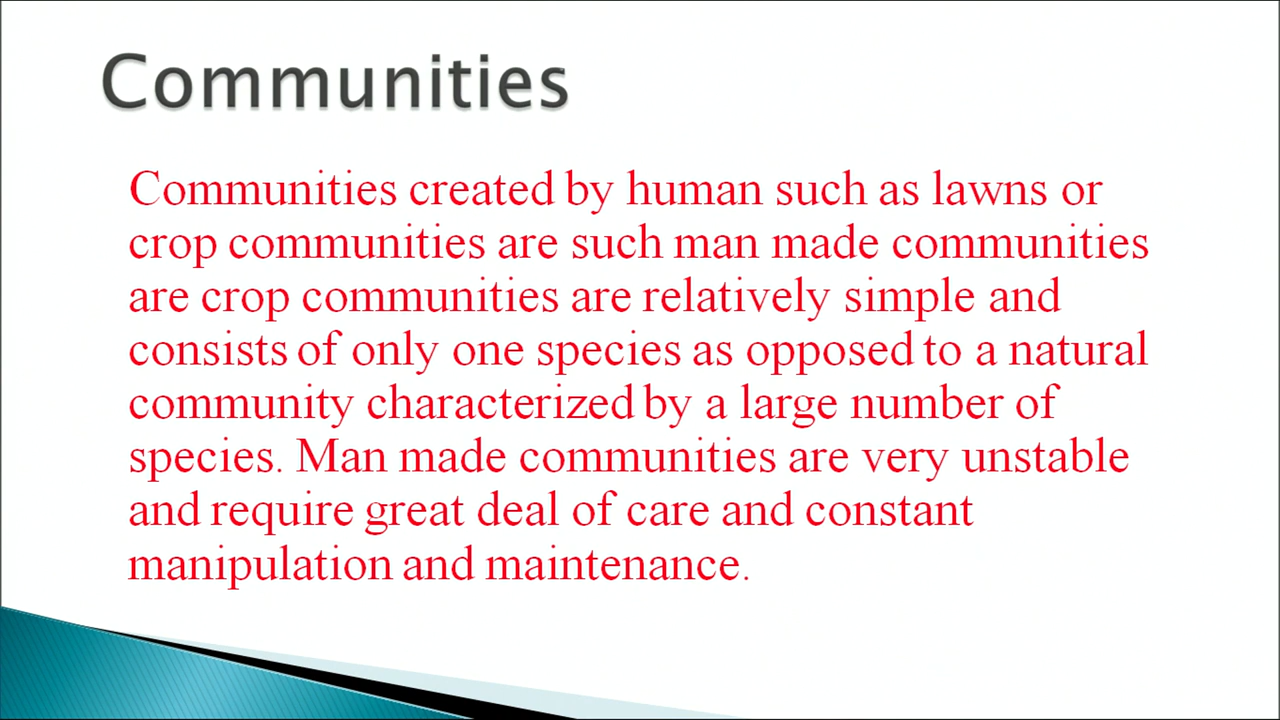 Communities
Communities created by human such as lawns or
crop communities are such man made communities
are crop communities are relatively simple and
consists of only one species as opposed to a natural
community characterized by a large number of
species. Man made communities are very unstable
and require great deal of care and constant
manipulation and maintenance.